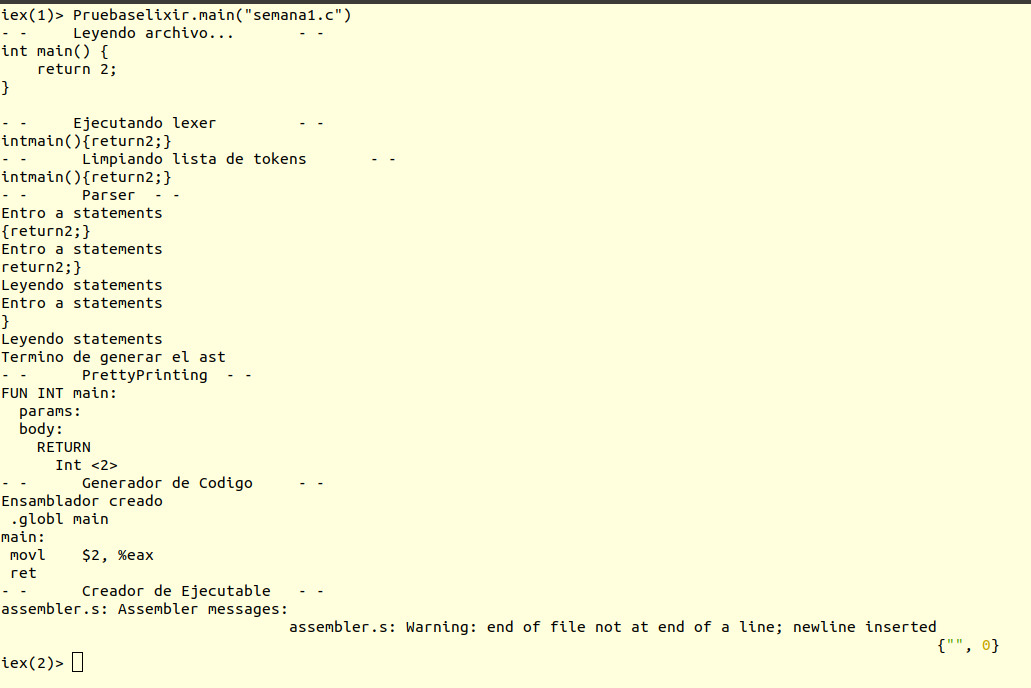 iex(1)> Pruebaselixir.main("semana1.c")
- -     Leyendo archivo...       - -
int main() {
    return 2;
}
- -     Ejecutando lexer         - -
intmain(){return2;}
- -      Limpiando lista de tokens       - -
intmain(){return2;}
- -      Parser  - -
Entro a statements
{return2;}
Entro a statements
return2;}
Leyendo statements
Entro a statements
}
Leyendo statements
Termino de generar el ast
- -      PrettyPrinting  - -
FUN INT main:
  params:
  body:
    RETURN
      Int <2>
- -      Generador de Codigo     - -
Ensamblador creado
 .globl main
main:
 movl    $2, %eax
 ret
- -      Creador de Ejecutable   - -
assembler.s: Assembler messages:
                                assembler.s: Warning: end of file not at end of a line; newline inserted
                                                                                                        {"", 0}
iex(2)>